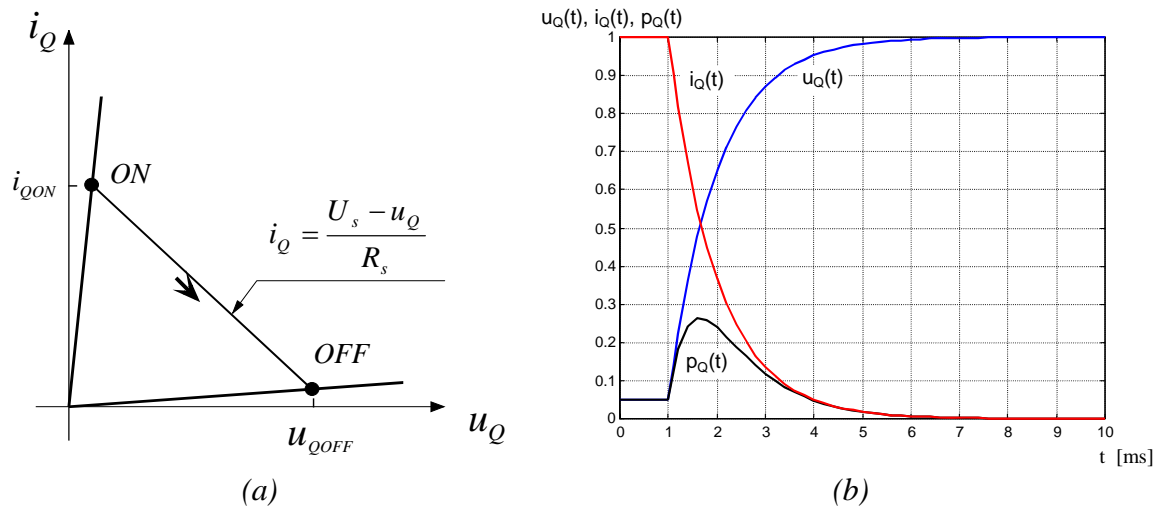 i_Q
i_QON
ON
i_Q = (U_s − u_Q) / R_s
OFF
u_QOFF
u_Q
(a)
u_Q(t), i_Q(t), p_Q(t)
1
0.9
0.8
0.7
0.6
0.5
0.4
0.3
0.2
0.1
0
i_Q(t)
u_Q(t)
p_Q(t)
0 1 2 3 4 5 6 7 8 9 10
t [ms]
(b)